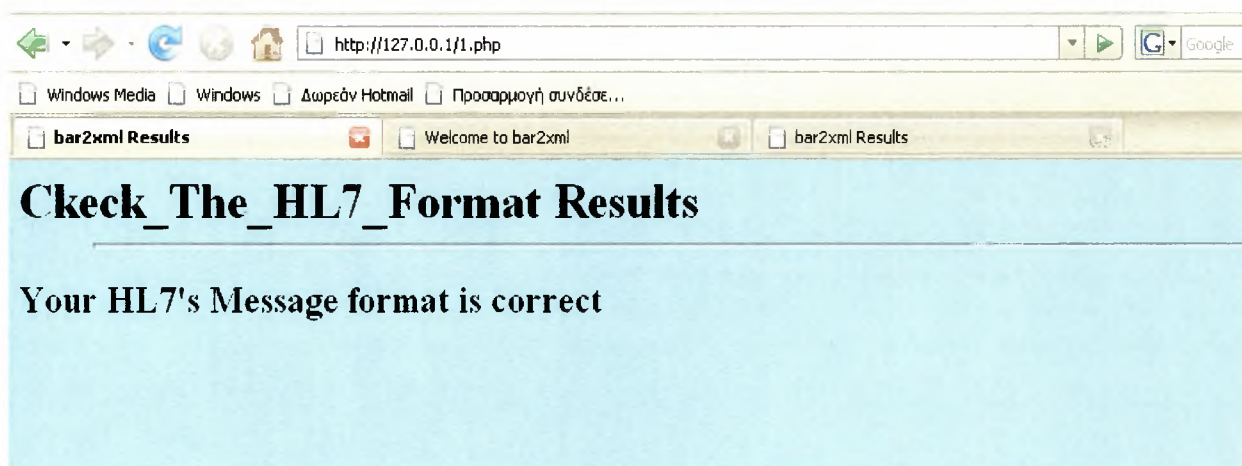 http://127.0.0.1/1.php
Google
Windows Media Windows Δωρεάν Hotmail Προσαρμογή συνδέσε...
bar2xml Results Welcome to bar2xml bar2xml Results
Ckeck_The_HL7_Format Results
Your HL7's Message format is correct